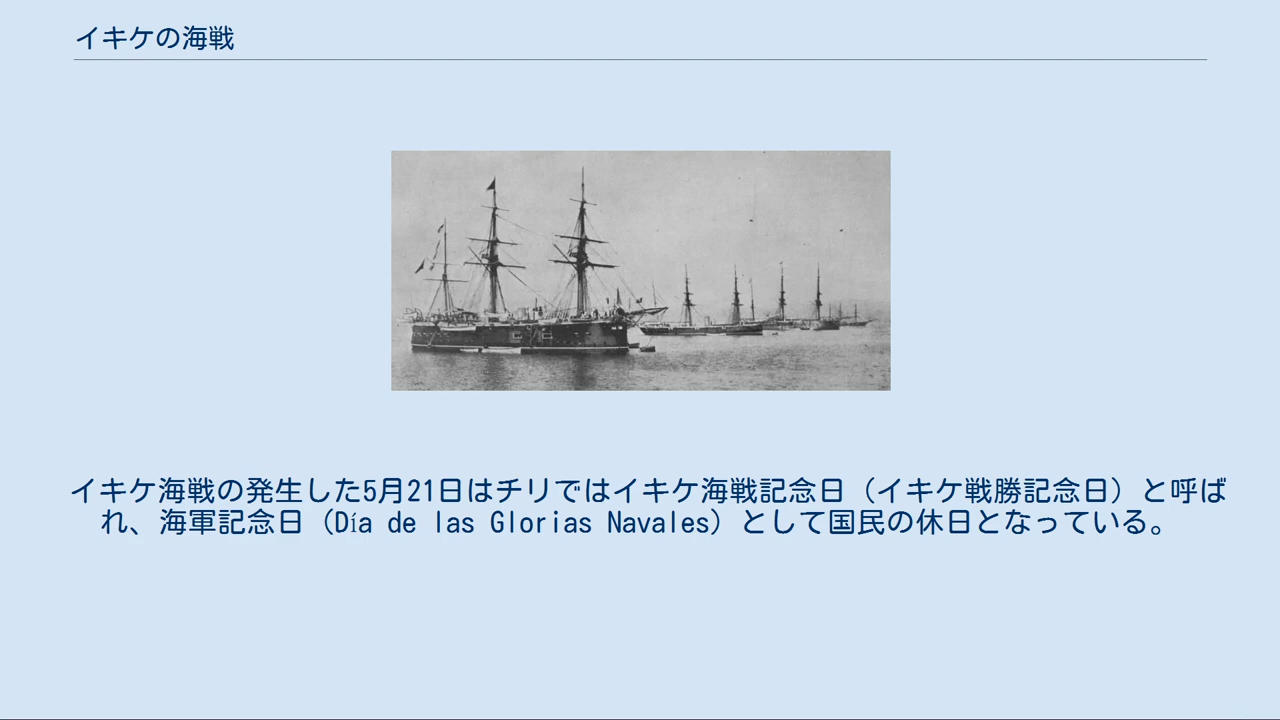 イキケの海戦
イキケ海戦の発生した5月21日はチリではイキケ海戦記念日（イキケ戦勝記念日）と呼ば
れ、海軍記念日（Día de las Glorias Navales）として国民の休日となっている。